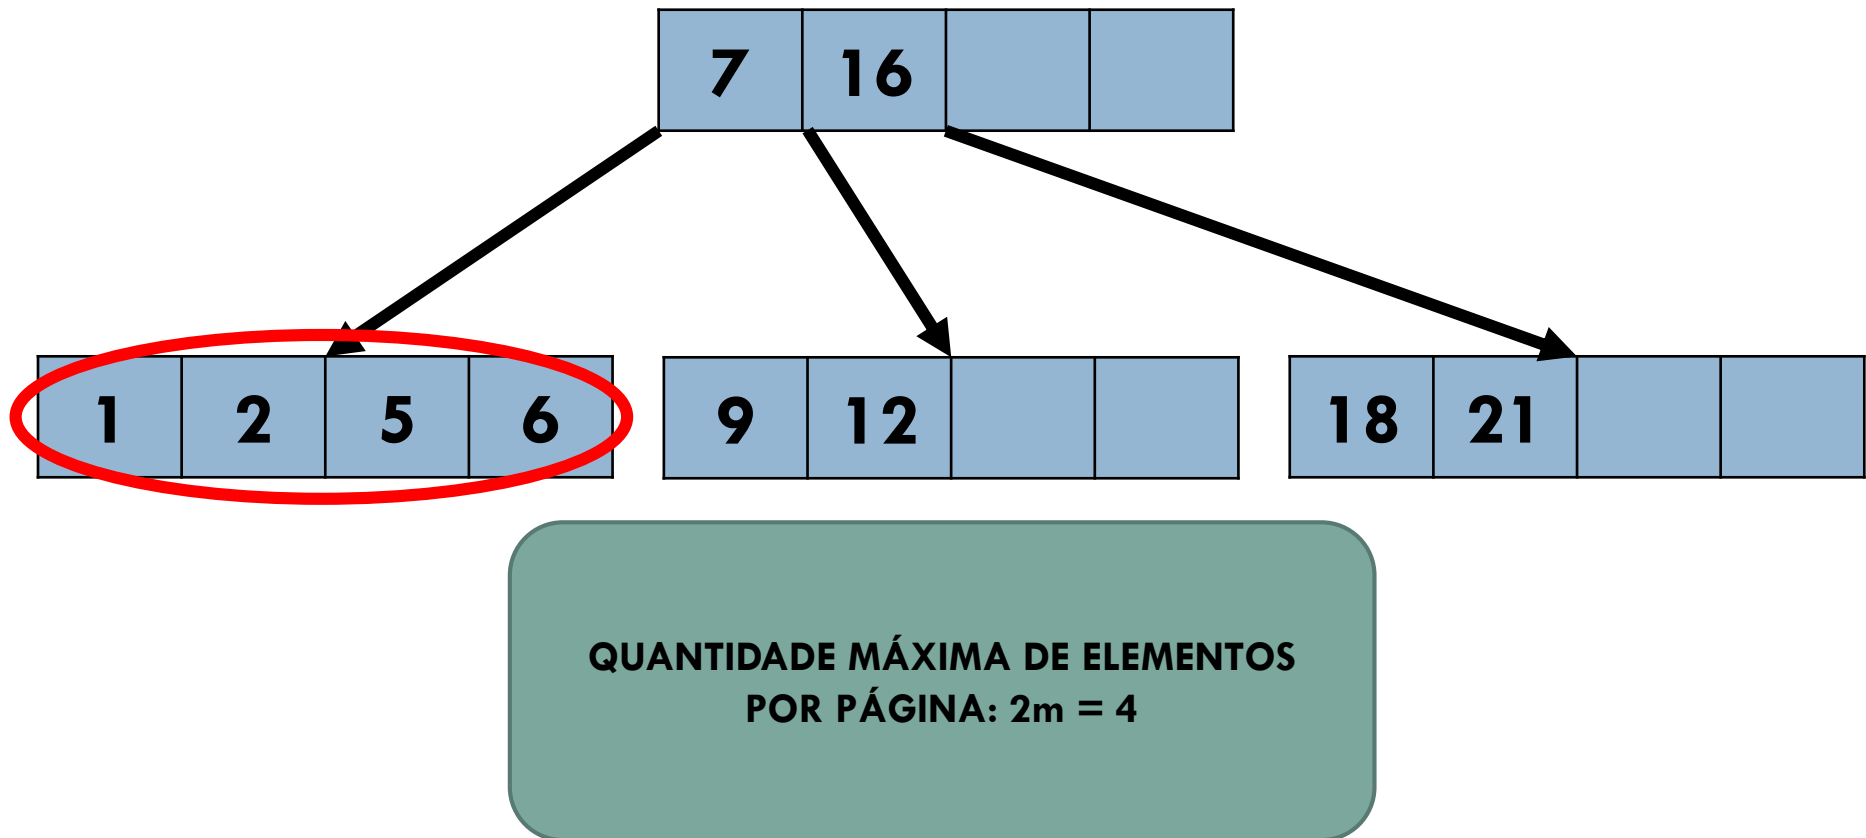 7 16
1 2 5 6 9 12 18 21
QUANTIDADE MÁXIMA DE ELEMENTOS
POR PÁGINA: 2m = 4